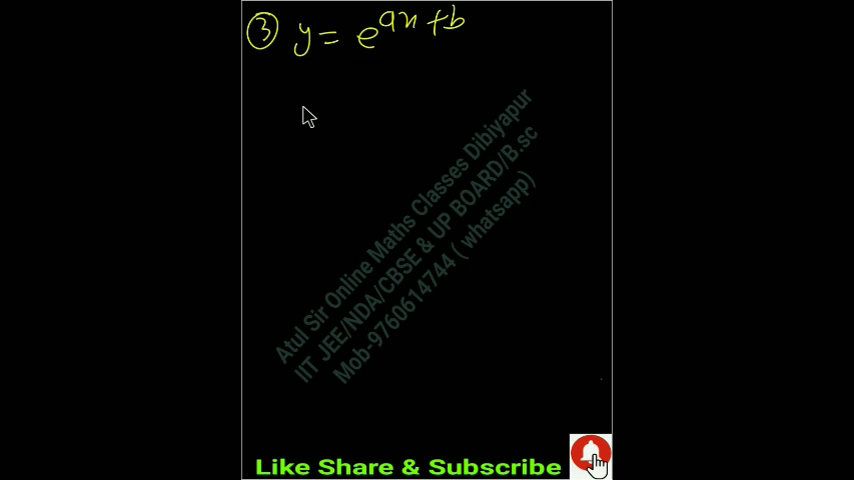 ③ y = e^{ax+b}
Atul Sir Online Maths Classes Dibiyapur
IIT JEE/NDA/CBSE & UP BOARD/B.sc
Mob-9760614744 ( whatsapp)
Like Share & Subscribe